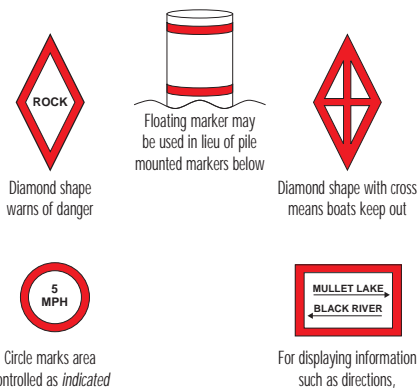 ROCK
Floating marker may
be used in lieu of pile
mounted markers below
Diamond shape
warns of danger
Diamond shape with cross
means boats keep out
5
MPH
MULLET LAKE
BLACK RIVER
Circle marks area
ntrolled as indicated
For displaying information
such as directions,